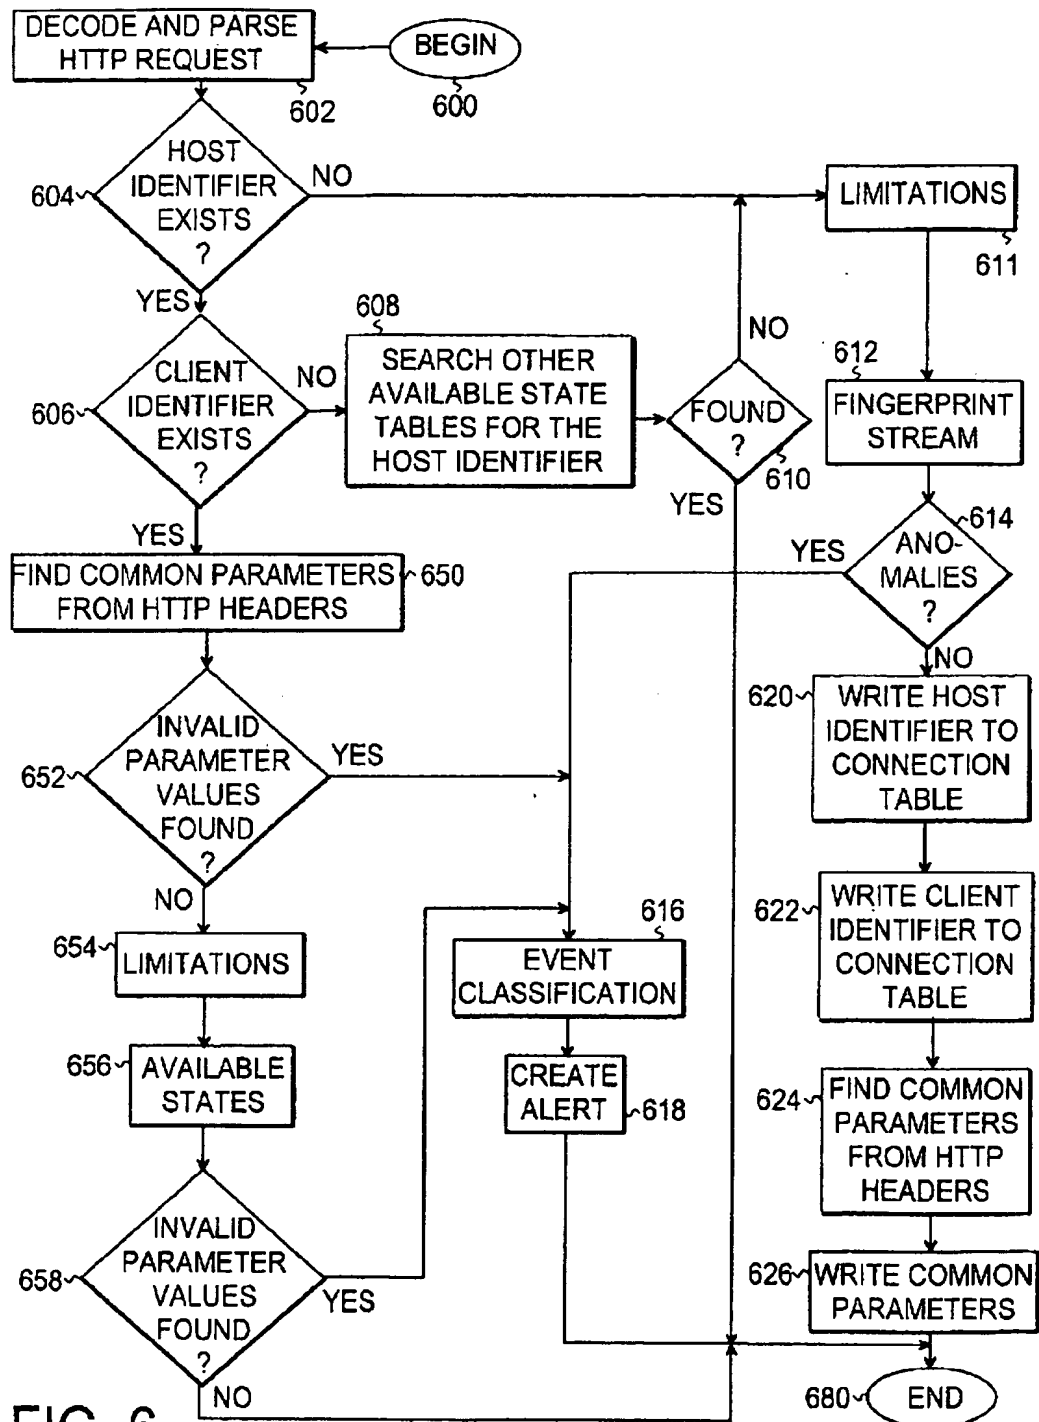 DECODE AND PARSE
HTTP REQUEST
602
BEGIN
600
HOST
IDENTIFIER
EXISTS
?
604
NO
YES
LIMITATIONS
611
CLIENT
IDENTIFIER
EXISTS
?
606
NO
YES
608
SEARCH OTHER
AVAILABLE STATE
TABLES FOR THE
HOST IDENTIFIER
FOUND
?
610
NO
YES
612
FINGERPRINT
STREAM
614
ANO-
MALIES
?
YES
NO
FIND COMMON PARAMETERS
FROM HTTP HEADERS
650
INVALID
PARAMETER
VALUES
FOUND
?
652
YES
NO
620
WRITE HOST
IDENTIFIER TO
CONNECTION
TABLE
654
LIMITATIONS
616
EVENT
CLASSIFICATION
622
WRITE CLIENT
IDENTIFIER TO
CONNECTION
TABLE
656
AVAILABLE
STATES
CREATE
ALERT
618
624
FIND COMMON
PARAMETERS
FROM HTTP
HEADERS
INVALID
PARAMETER
VALUES
FOUND
?
658
YES
NO
626
WRITE COMMON
PARAMETERS
680
END
FIG. 6